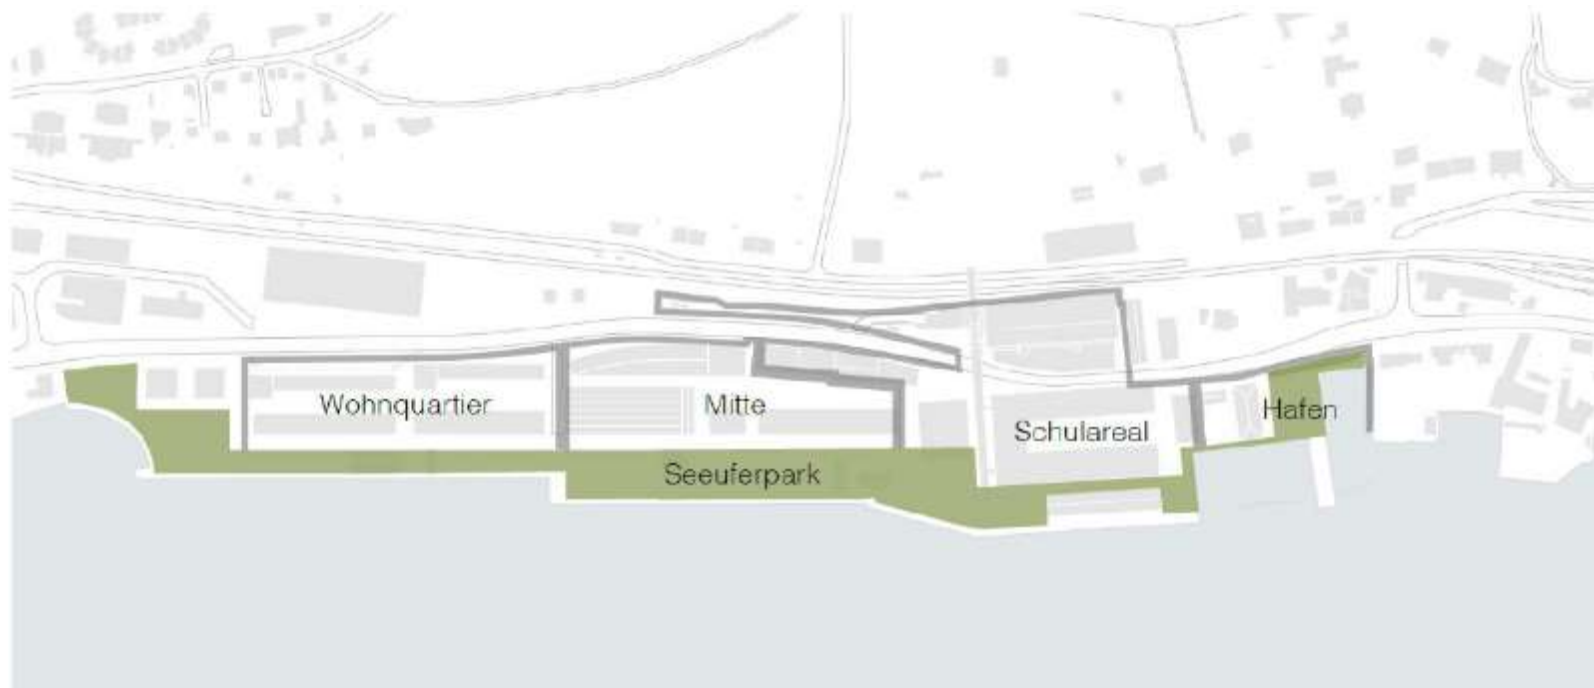 Wohnquartier
Mitte
Schulareal
Hafen
Seeuferpark